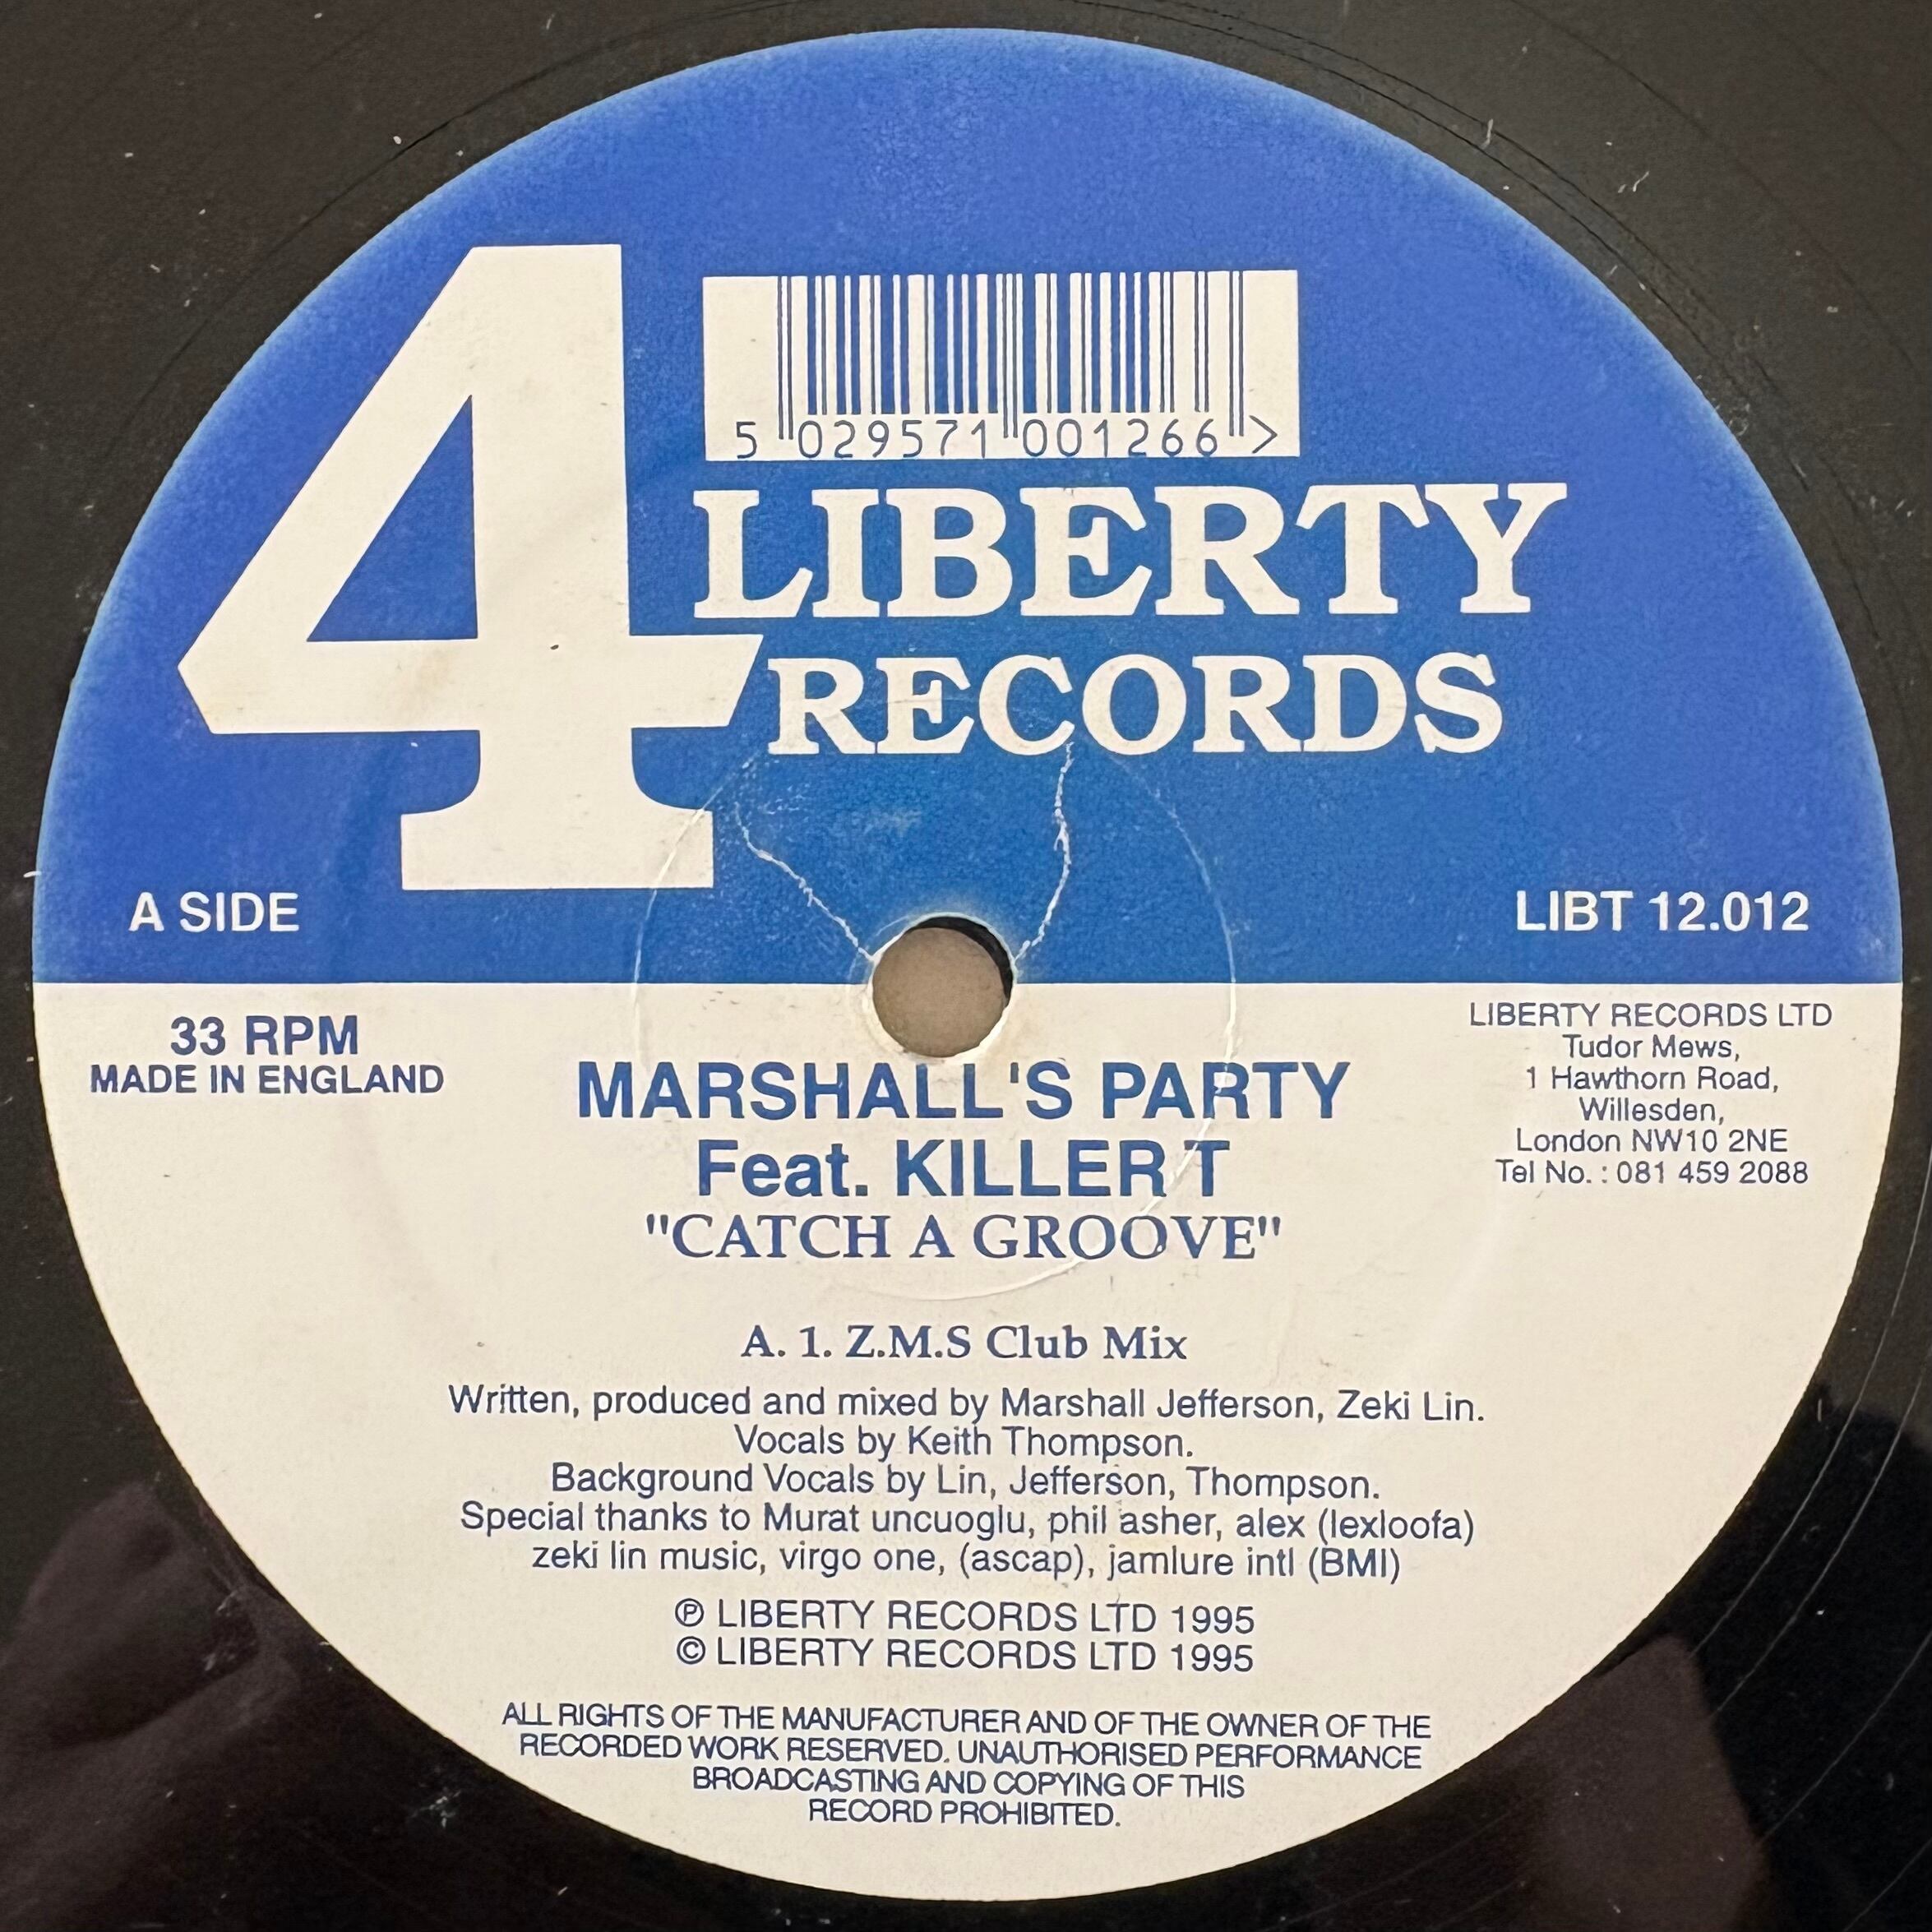 4
5 029571 001266 >
LIBERTY
RECORDS
A SIDE
LIBT 12.012
33 RPM
MADE IN ENGLAND
LIBERTY RECORDS LTD
Tudor Mews,
1 Hawthorn Road,
Willesden,
London NW10 2NE
Tel No. : 081 459 2088
MARSHALL'S PARTY
Feat. KILLER T
"CATCH A GROOVE"
A. 1. Z.M.S Club Mix
Written, produced and mixed by Marshall Jefferson, Zeki Lin.
Vocals by Keith Thompson.
Background Vocals by Lin, Jefferson, Thompson.
Special thanks to Murat uncuoglu, phil asher, alex (lexloofa)
zeki lin music, virgo one, (ascap), jamlure intl (BMI)
℗ LIBERTY RECORDS LTD 1995
© LIBERTY RECORDS LTD 1995
ALL RIGHTS OF THE MANUFACTURER AND OF THE OWNER OF THE
RECORDED WORK RESERVED. UNAUTHORISED PERFORMANCE
BROADCASTING AND COPYING OF THIS
RECORD PROHIBITED.